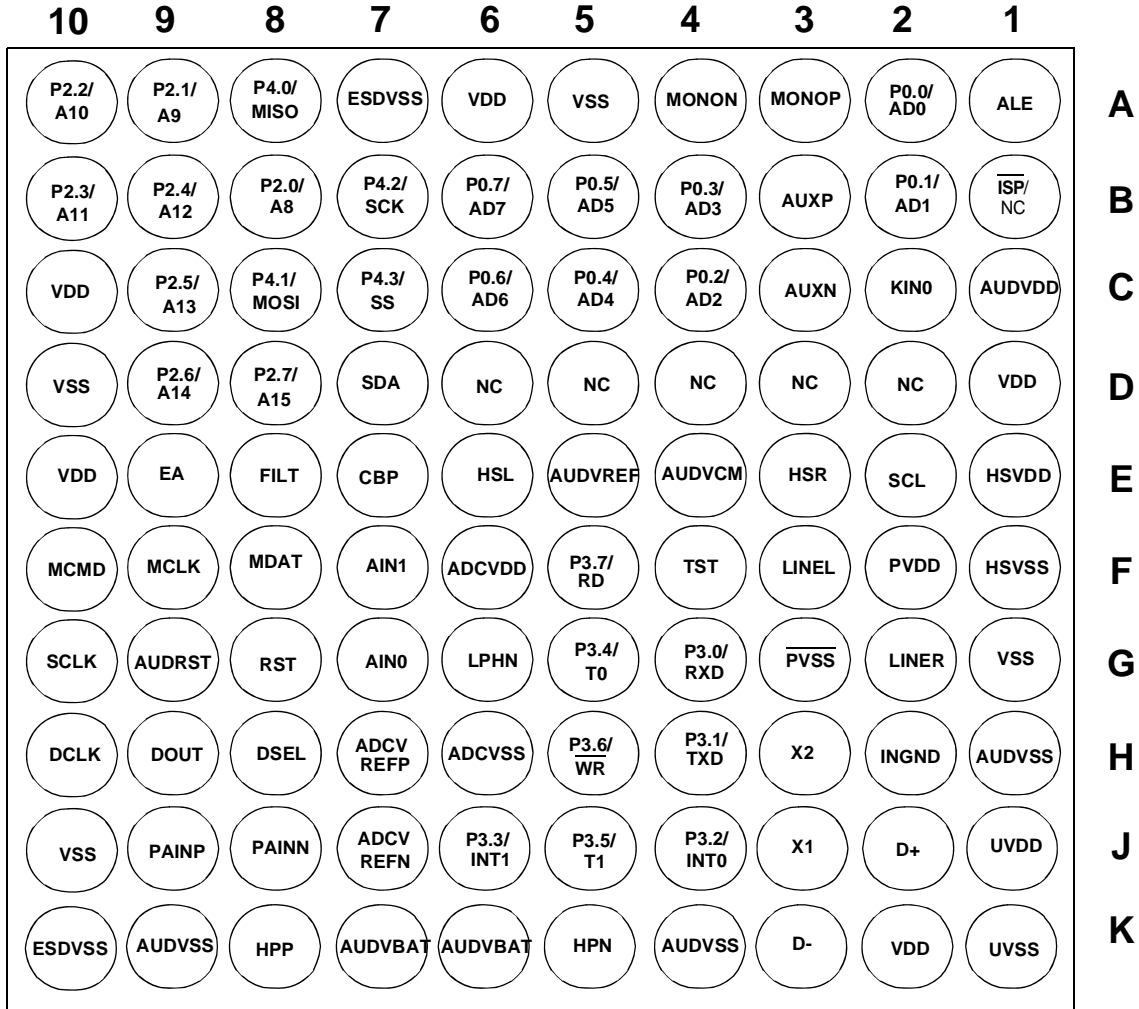 10 9 8 7 6 5 4 3 2 1
P2.2/ A10 P2.1/ A9 P4.0/ MISO ESDVSS VDD VSS MONON MONOP P0.0/ AD0 ALE A
P2.3/ A11 P2.4/ A12 P2.0/ A8 P4.2/ SCK P0.7/ AD7 P0.5/ AD5 P0.3/ AD3 AUXP P0.1/ AD1 ISP/ NC B
VDD P2.5/ A13 P4.1/ MOSI P4.3/ SS P0.6/ AD6 P0.4/ AD4 P0.2/ AD2 AUXN KIN0 AUDVDD C
VSS P2.6/ A14 P2.7/ A15 SDA NC NC NC NC NC VDD D
VDD EA FILT CBP HSL AUDVREF AUDVCM HSR SCL HSVDD E
MCMD MCLK MDAT AIN1 ADCVDD P3.7/ RD TST LINEL PVDD HSVSS F
SCLK AUDRST RST AIN0 LPHN P3.4/ T0 P3.0/ RXD PVSS LINER VSS G
DCLK DOUT DSEL ADCV REFP ADCVSS P3.6/ WR P3.1/ TXD X2 INGND AUDVSS H
VSS PAINP PAINN ADCV REFN P3.3/ INT1 P3.5/ T1 P3.2/ INT0 X1 D+ UVDD J
ESDVSS AUDVSS HPP AUDVBAT AUDVBAT HPN AUDVSS D- VDD UVSS K